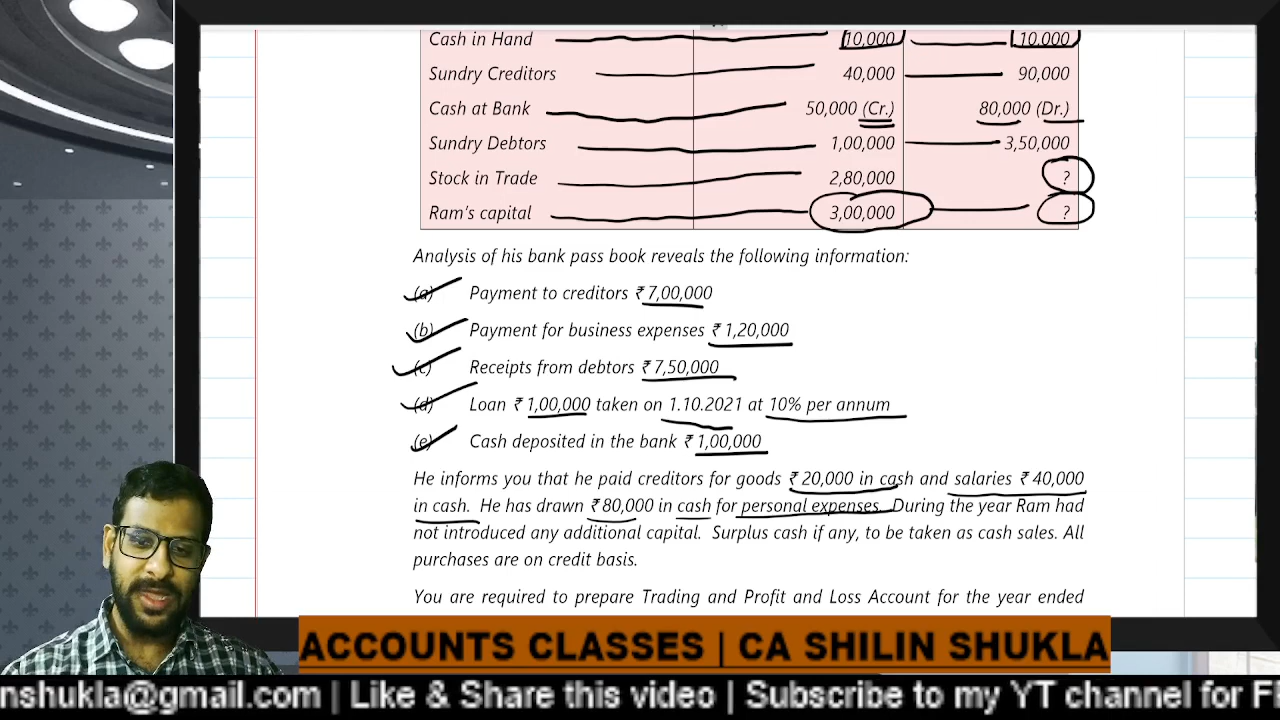 Cash in Hand 10,000 10,000
Sundry Creditors 40,000 90,000
Cash at Bank 50,000 (Cr.) 80,000 (Dr.)
Sundry Debtors 1,00,000 3,50,000
Stock in Trade 2,80,000 ?
Ram's capital 3,00,000 ?
Analysis of his bank pass book reveals the following information:
(a) Payment to creditors ₹ 7,00,000
(b) Payment for business expenses ₹ 1,20,000
(c) Receipts from debtors ₹ 7,50,000
(d) Loan ₹ 1,00,000 taken on 1.10.2021 at 10% per annum
(e) Cash deposited in the bank ₹ 1,00,000
He informs you that he paid creditors for goods ₹ 20,000 in cash and salaries ₹ 40,000
in cash. He has drawn ₹ 80,000 in cash for personal expenses. During the year Ram had
not introduced any additional capital. Surplus cash if any, to be taken as cash sales. All
purchases are on credit basis.
You are required to prepare Trading and Profit and Loss Account for the year ended
ACCOUNTS CLASSES | CA SHILIN SHUKLA
nshukla@gmail.com | Like & Share this video | Subscribe to my YT channel for